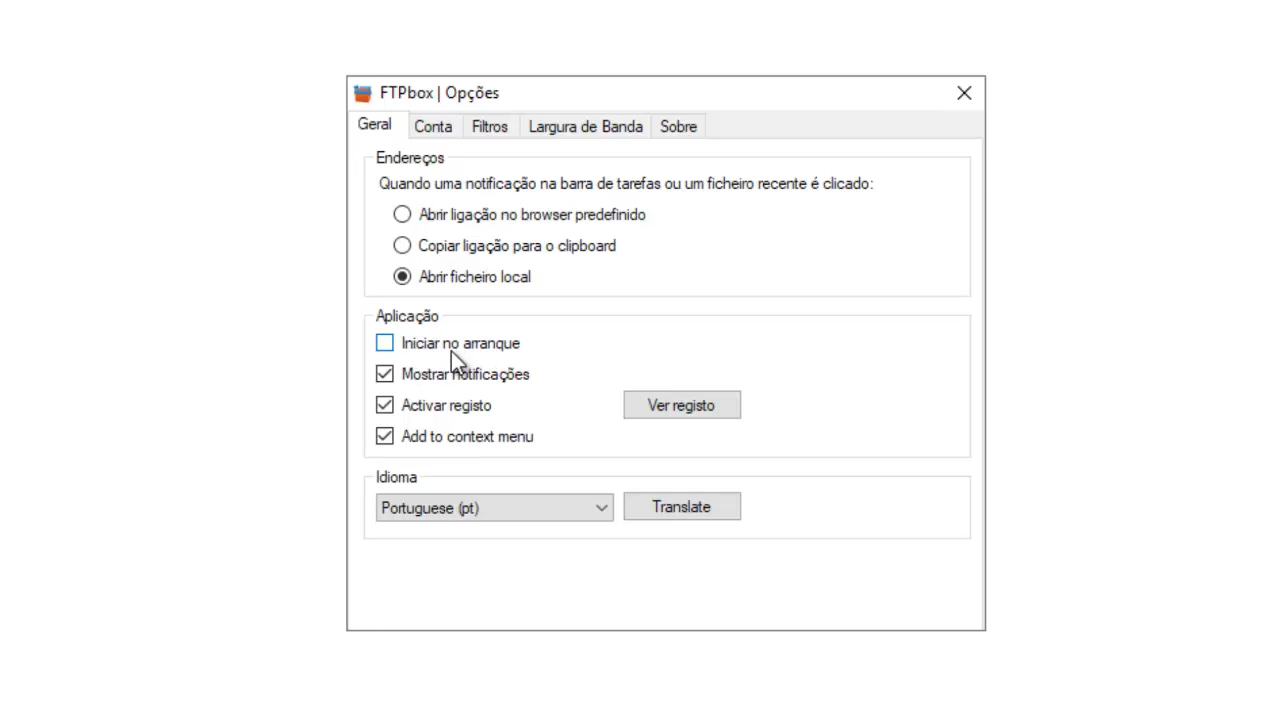 FTPbox | Opções
Geral Conta Filtros Largura de Banda Sobre
Endereços
Quando uma notificação na barra de tarefas ou um ficheiro recente é clicado:
Abrir ligação no browser predefinido
Copiar ligação para o clipboard
Abrir ficheiro local
Aplicação
Iniciar no arranque
Mostrar notificações
Activar registo Ver registo
Add to context menu
Idioma
Portuguese (pt) Translate